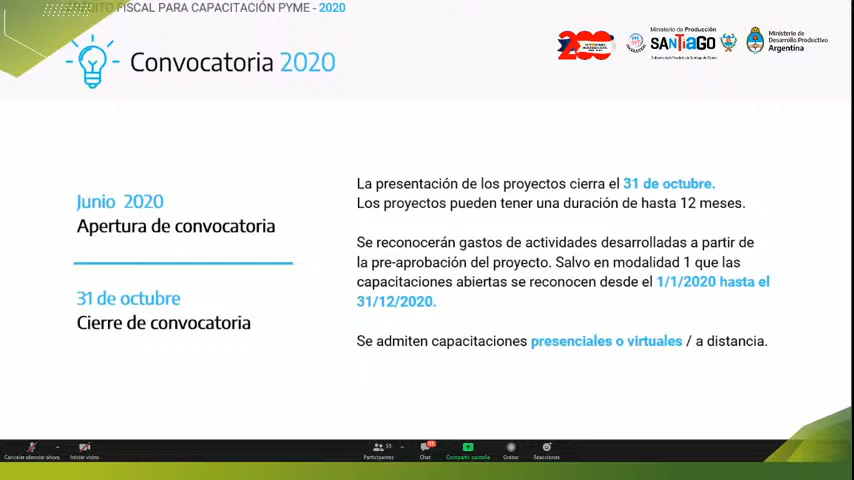 CRÉDITO FISCAL PARA CAPACITACIÓN PYME - 2020
Convocatoria 2020
200
Ministerio de Producción
SANTIAGO
Ministerio de
Desarrollo Productivo
Argentina
Junio 2020
Apertura de convocatoria
31 de octubre
Cierre de convocatoria
La presentación de los proyectos cierra el 31 de octubre.
Los proyectos pueden tener una duración de hasta 12 meses.
Se reconocerán gastos de actividades desarrolladas a partir de
la pre-aprobación del proyecto. Salvo en modalidad 1 que las
capacitaciones abiertas se reconocen desde el 1/1/2020 hasta el
31/12/2020.
Se admiten capacitaciones presenciales o virtuales / a distancia.
Cancelar silenciar ahora
Iniciar video
Participantes
55
Chat
Compartir pantalla
Grabar
Reacciones